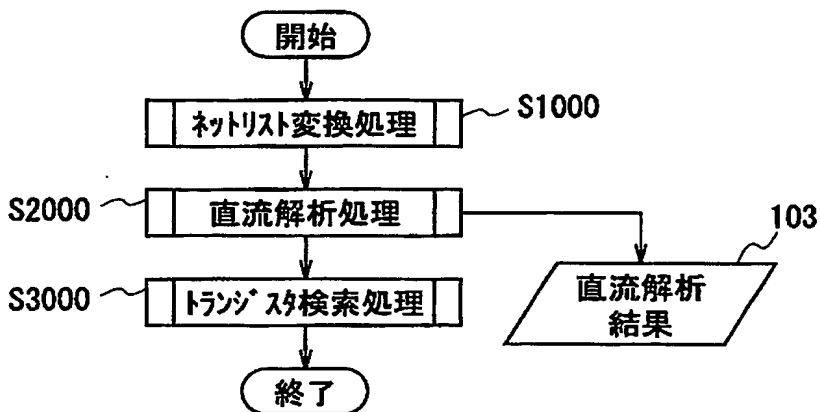 開始
ネットリスト変換処理
S1000
S2000
直流解析処理
103
直流解析
結果
S3000
トランジスタ検索処理
終了